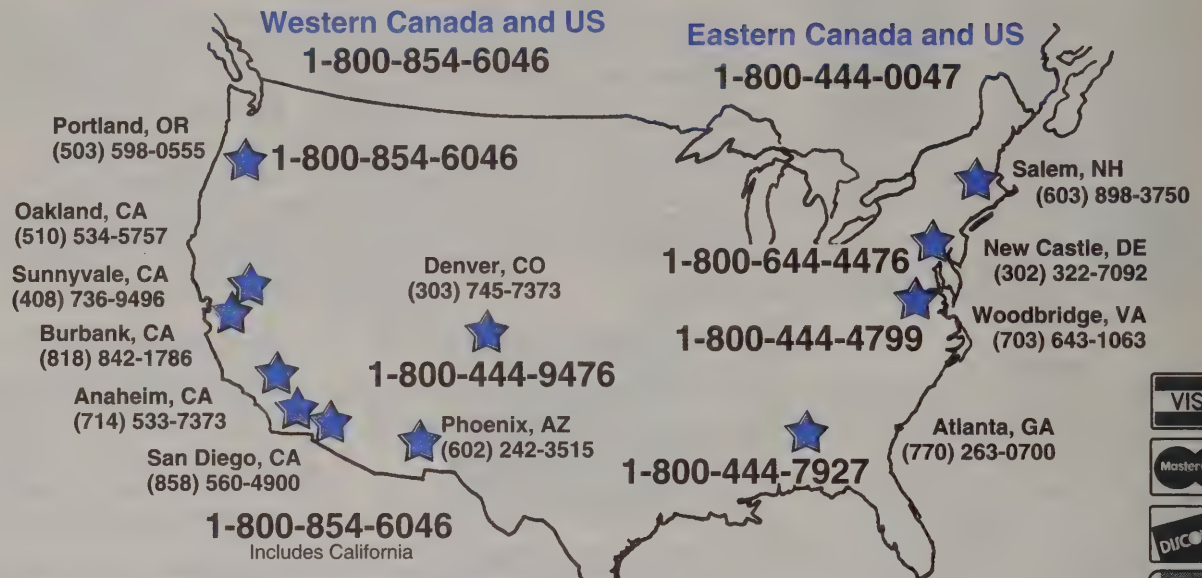 Western Canada and US
1-800-854-6046
Eastern Canada and US
1-800-444-0047
Portland, OR
(503) 598-0555
1-800-854-6046
Oakland, CA
(510) 534-5757
Sunnyvale, CA
(408) 736-9496
Burbank, CA
(818) 842-1786
Anaheim, CA
(714) 533-7373
San Diego, CA
(858) 560-4900
1-800-854-6046
Includes California
Denver, CO
(303) 745-7373
1-800-444-9476
Phoenix, AZ
(602) 242-3515
Salem, NH
(603) 898-3750
1-800-644-4476
New Castle, DE
(302) 322-7092
1-800-444-4799
Woodbridge, VA
(703) 643-1063
Atlanta, GA
(770) 263-0700
1-800-444-7927
VIS
Master
DISCO